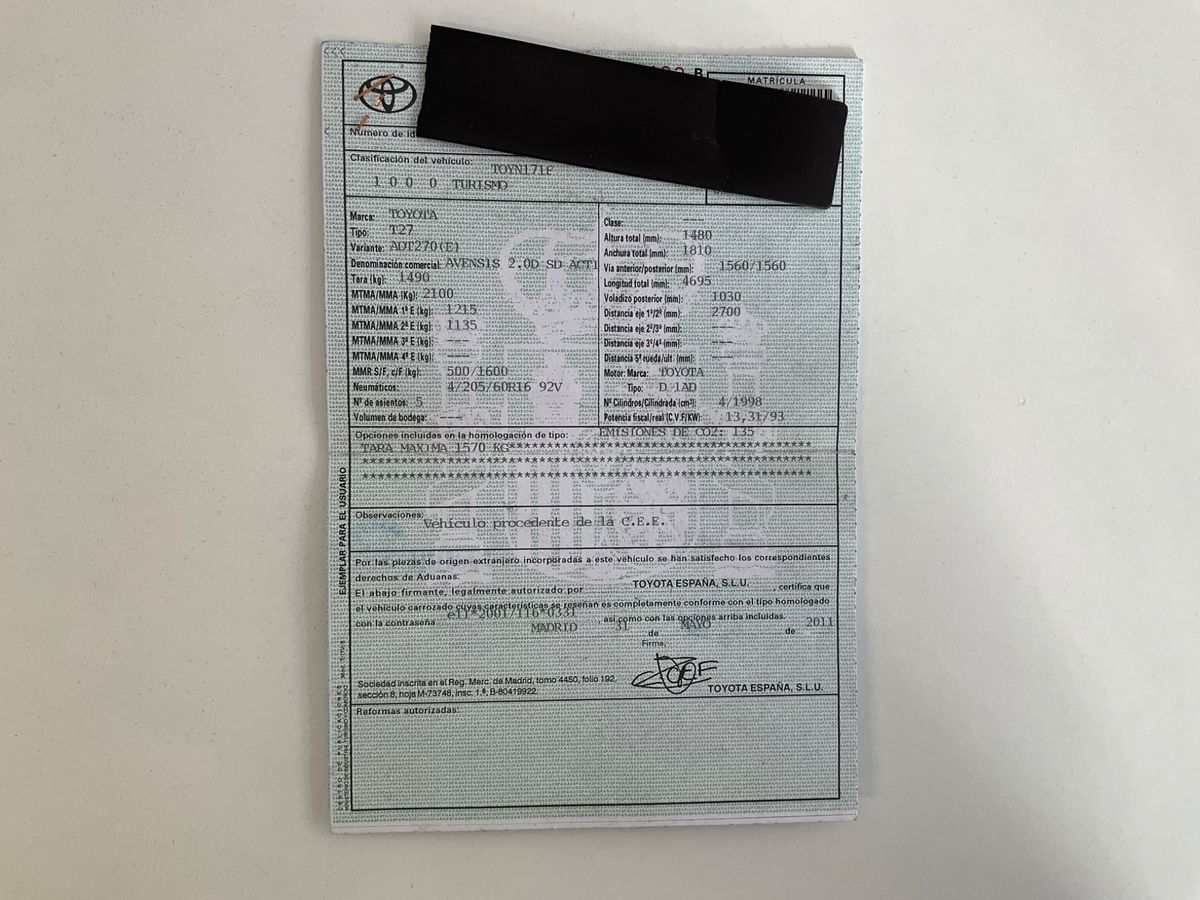 B
MATRÍCULA
Número de id
Clasificación del vehículo:
TOYN171f
1 0 0 0 TURISMO
Marca: TOYOTA
Tipo: T27
Variante: ADT270(E)
Denominación comercial: AVENSIS 2.0D SD ACTI
Tara (kg): 1490
MTMA/MMA (Kg): 2100
MTMA/MMA 1º E (kg): 1215
MTMA/MMA 2º E (kg): 1135
MTMA/MMA 3º E (kg): ---
MTMA/MMA 4º E (kg): ---
MMR S/F, c/F (kg): 500/1600
Neumáticos: 4/205/60R16 92V
Nº de asientos: 5
Volumen de bodega: ---
Clase: ---
Altura total (mm): 1480
Anchura total (mm): 1810
Vía anterior/posterior (mm): 1560/1560
Longitud total (mm): 4695
Voladizo posterior (mm): 1030
Distancia eje 1º/2º (mm): 2700
Distancia eje 2º/3º (mm): ---
Distancia eje 3º/4º (mm): ---
Distancia 5ª rueda/ult. (mm): ---
Motor: Marca: TOYOTA
Tipo: D 1AD
Nº Cilindros/Cilindrada (cm³): 4/1998
Potencia fiscal/real (C.V.F/KW): 13,31/93
EMISIONES DE CO2: 135
Opciones incluidas en la homologación de tipo:
TARA MAXIMA 1570 KG
Observaciones:
Vehículo procedente de la C.E.E.
Por las piezas de origen extranjero incorporadas a este vehículo se han satisfecho los correspondientes
derechos de Aduanas:
El abajo firmante, legalmente autorizado por TOYOTA ESPAÑA, S.L.U. , certifica que
el vehículo carrozado cuyas características se reseñan es completamente conforme con el tipo homologado
con la contraseña e11*2001/116*0331 así como con las opciones arriba incluidas.
MADRID 31 de MAYO de 2011
Firma,
Sociedad inscrita en el Reg. Merc. de Madrid, tomo 4450, folio 192,
sección 8, hoja M-73748, insc. 1.ª, B-80419922.
TOYOTA ESPAÑA, S.L.U.
Reformas autorizadas:
EJEMPLAR PARA EL USUARIO
CENTRO DE PUBLICACIONES